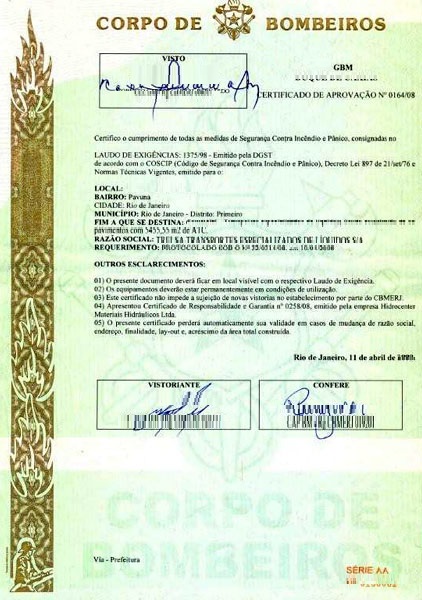 CORPO DE BOMBEIROS
VISTO
GBM
CERTIFICADO DE APROVAÇÃO Nº 0164/08
Certifico o cumprimento de todas as medidas de Segurança Contra Incêndio e Pânico, consignadas no
LAUDO DE EXIGÊNCIAS: 1375/98 - Emitido pela DGST
de acordo com o COSCIP (Código de Segurança Contra Incêndio e Pânico), Decreto Lei 897 de 21/set/76 e
Normas Técnicas Vigentes, emitido para o:
LOCAL:
BAIRRO: Pavuna
CIDADE: Rio de Janeiro
MUNICÍPIO: Rio de Janeiro - Distrito: Primeiro
FIM A QUE SE DESTINA:
pavimentos com 5455,55 m2 de ATC.
RAZÃO SOCIAL: TRANSPORTES ESPECIALIZADOS DE LÍQUIDOS S/A
REQUERIMENTO: PROTOCOLADO SOB O Nº
OUTROS ESCLARECIMENTOS:
01) O presente documento deverá ficar em local visível com o respectivo Laudo de Exigência.
02) Os equipamentos deverão estar permanentemente em condições de utilização.
03) Este certificado não impede a sujeição de novas vistorias no estabelecimento por parte do CBMERJ.
04) Apresentou Certificado de Responsabilidade e Garantia nº 0258/08, emitido pela empresa Hidrocenter
Materiais Hidráulicos Ltda.
05) O presente certificado perderá automaticamente sua validade em casos de mudança de razão social,
endereço, finalidade, lay-out e, acréscimo da área total construída.
Rio de Janeiro, 11 de abril de
VISTORIANTE
CONFERE
CORPO DE
BOMBEIROS
Via - Prefeitura
SÉRIE AA